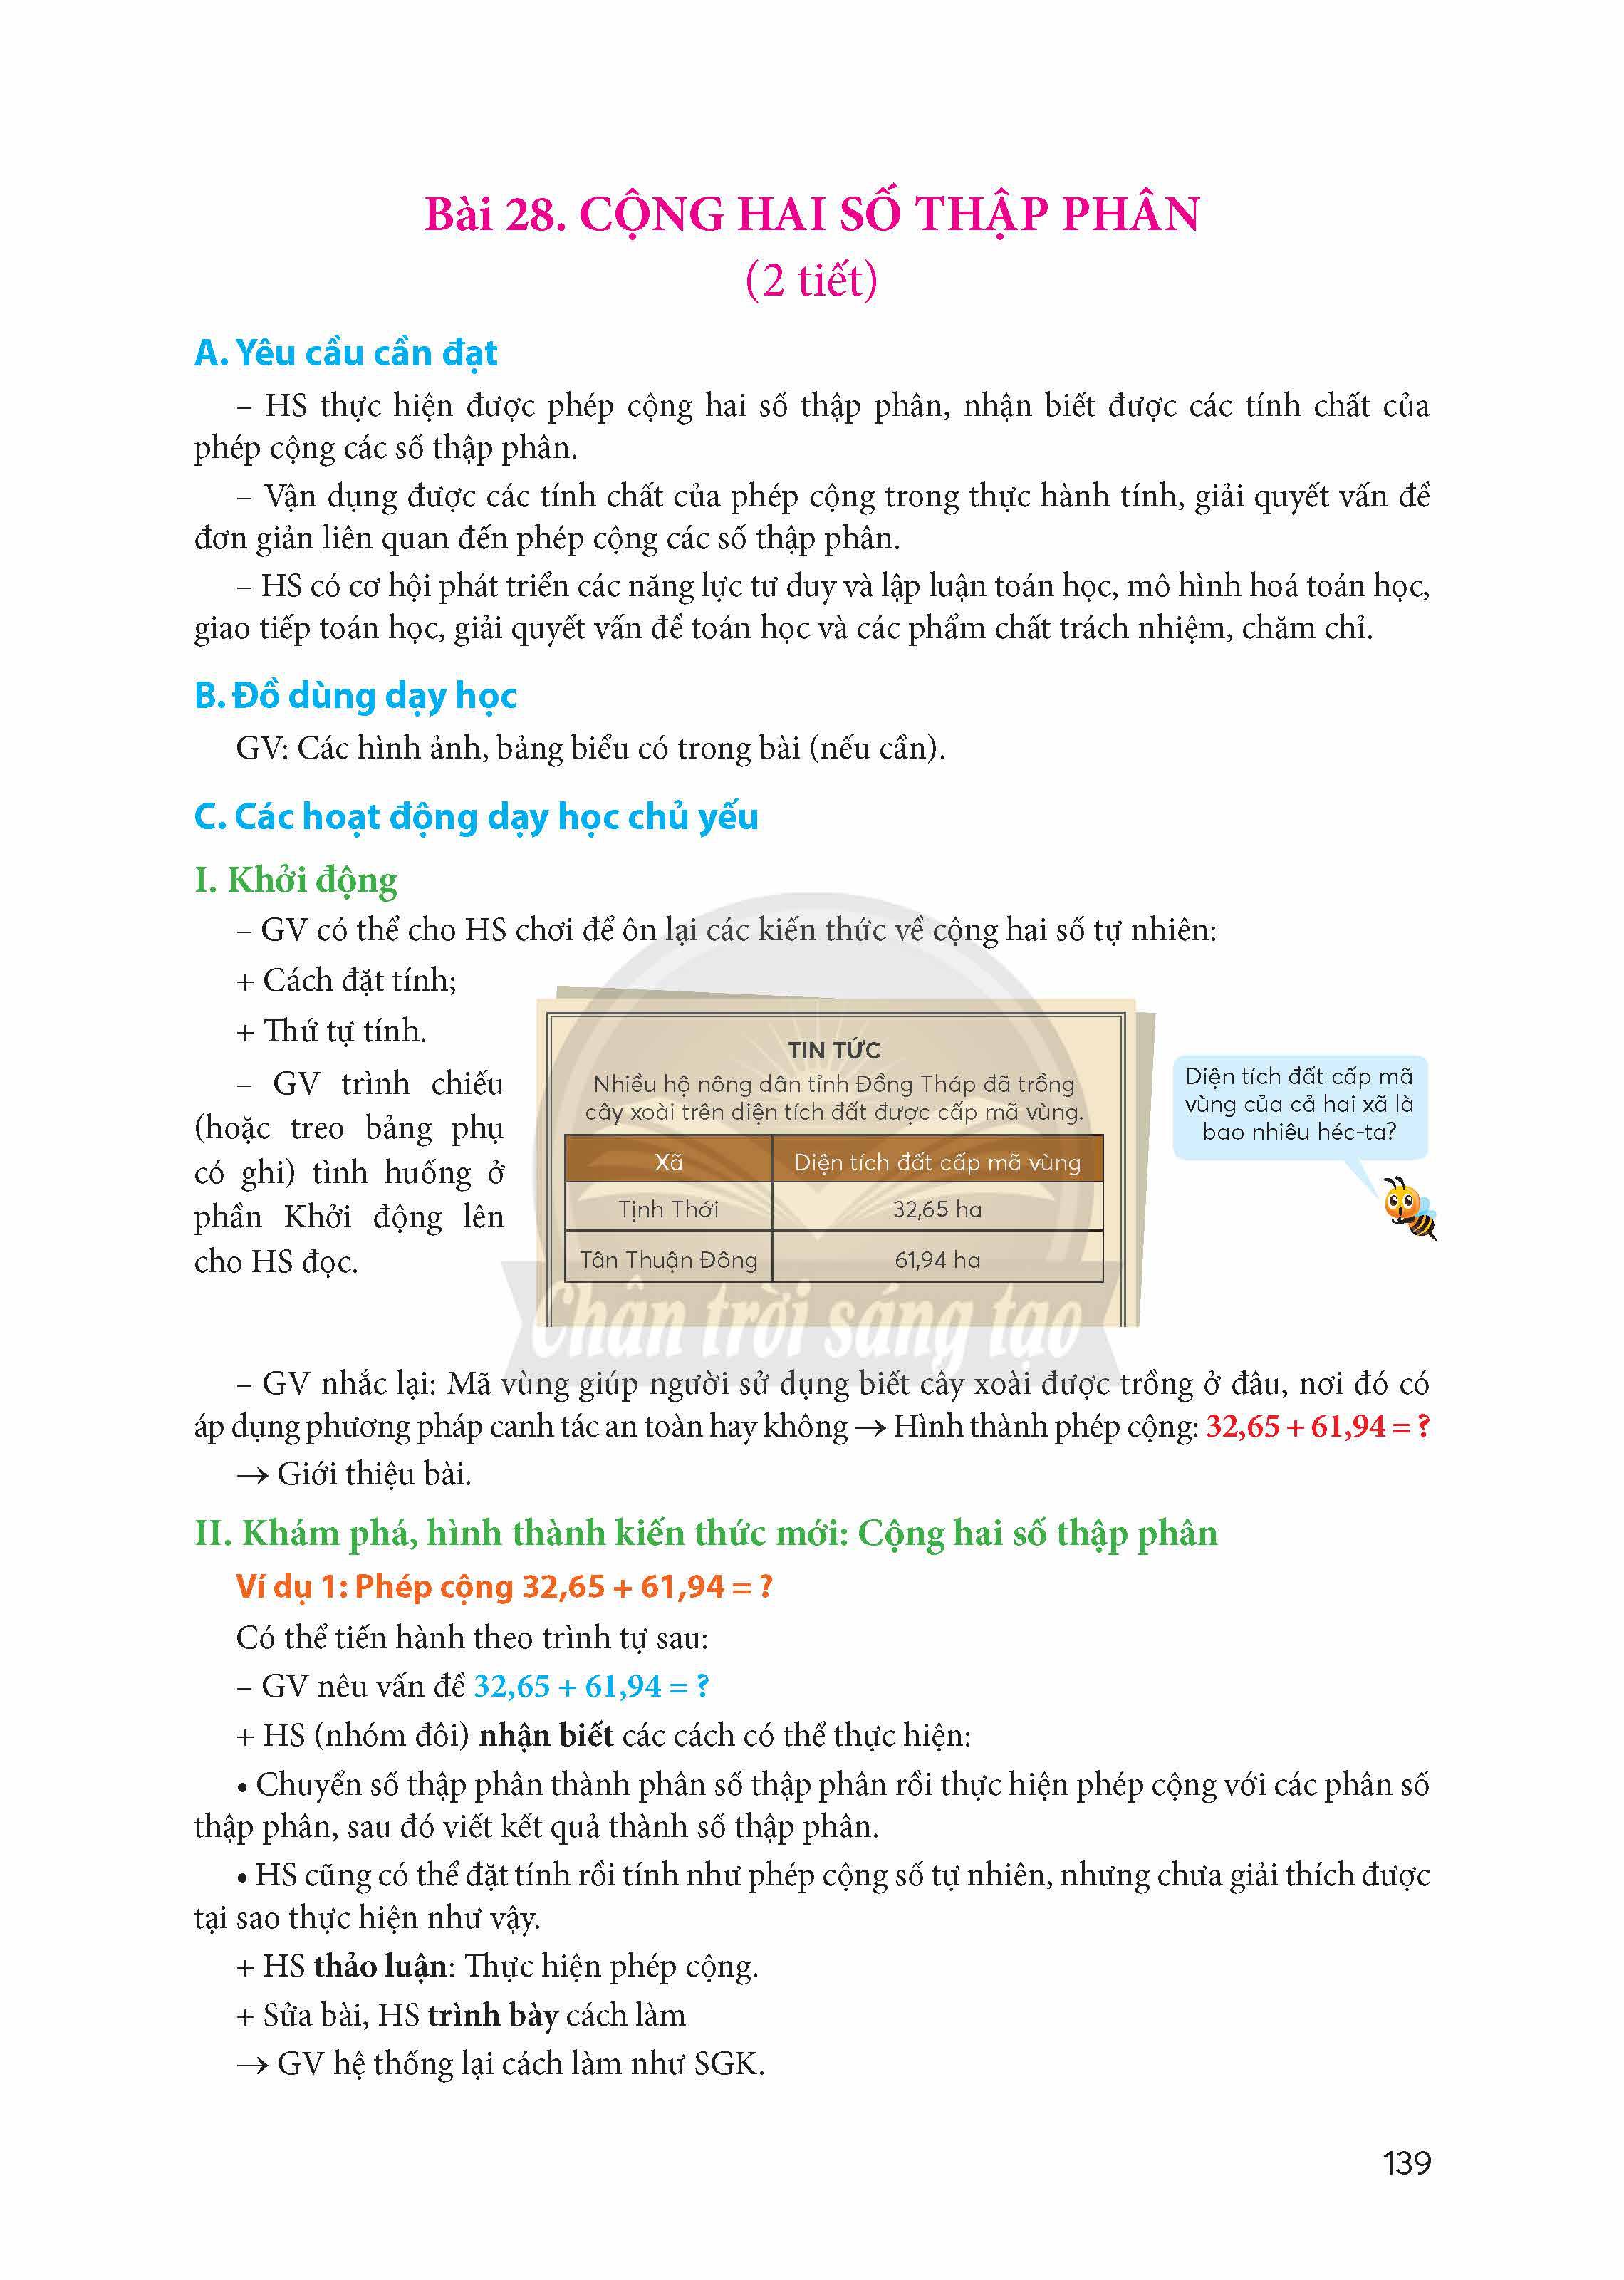 Bài 28. CỘNG HAI SỐ THẬP PHÂN
(2 tiết)
A. Yêu cầu cần đạt
– HS thực hiện được phép cộng hai số thập phân, nhận biết được các tính chất của
phép cộng các số thập phân.
– Vận dụng được các tính chất của phép cộng trong thực hành tính, giải quyết vấn đề
đơn giản liên quan đến phép cộng các số thập phân.
– HS có cơ hội phát triển các năng lực tư duy và lập luận toán học, mô hình hoá toán học,
giao tiếp toán học, giải quyết vấn đề toán học và các phẩm chất trách nhiệm, chăm chỉ.
B. Đồ dùng dạy học
GV: Các hình ảnh, bảng biểu có trong bài (nếu cần).
C. Các hoạt động dạy học chủ yếu
I. Khởi động
– GV có thể cho HS chơi để ôn lại các kiến thức về cộng hai số tự nhiên:
+ Cách đặt tính;
+ Thứ tự tính.
– GV trình chiếu
(hoặc treo bảng phụ
có ghi) tình huống ở
phần Khởi động lên
cho HS đọc.
TIN TỨC
Nhiều hộ nông dân tỉnh Đồng Tháp đã trồng
cây xoài trên diện tích đất được cấp mã vùng.
Xã Diện tích đất cấp mã vùng
Tịnh Thới 32,65 ha
Tân Thuận Đông 61,94 ha
Diện tích đất cấp mã
vùng của cả hai xã là
bao nhiêu héc-ta?
Chân trời sáng tạo
– GV nhắc lại: Mã vùng giúp người sử dụng biết cây xoài được trồng ở đâu, nơi đó có
áp dụng phương pháp canh tác an toàn hay không → Hình thành phép cộng: 32,65 + 61,94 = ?
→ Giới thiệu bài.
II. Khám phá, hình thành kiến thức mới: Cộng hai số thập phân
Ví dụ 1: Phép cộng 32,65 + 61,94 = ?
Có thể tiến hành theo trình tự sau:
– GV nêu vấn đề 32,65 + 61,94 = ?
+ HS (nhóm đôi) nhận biết các cách có thể thực hiện:
• Chuyển số thập phân thành phân số thập phân rồi thực hiện phép cộng với các phân số
thập phân, sau đó viết kết quả thành số thập phân.
• HS cũng có thể đặt tính rồi tính như phép cộng số tự nhiên, nhưng chưa giải thích được
tại sao thực hiện như vậy.
+ HS thảo luận: Thực hiện phép cộng.
+ Sửa bài, HS trình bày cách làm
→ GV hệ thống lại cách làm như SGK.
139